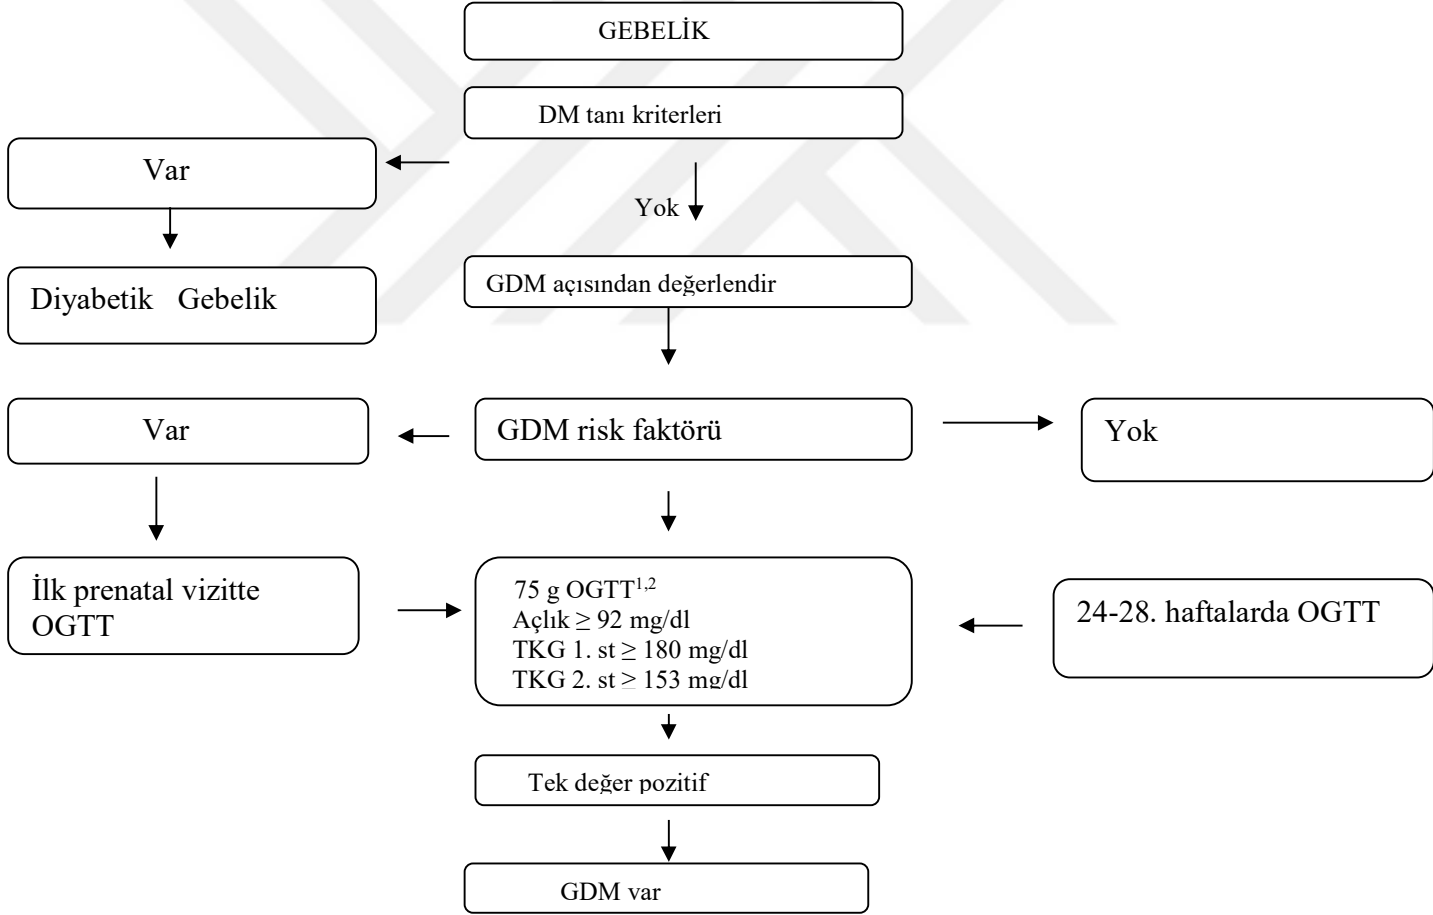 GEBELİK
DM tanı kriterleri
Var
Yok
Diyabetik Gebelik
GDM açısından değerlendir
Var
GDM risk faktörü
Yok
İlk prenatal vizitte
OGTT
75 g OGTT1,2
Açlık ≥ 92 mg/dl
TKG 1. st ≥ 180 mg/dl
TKG 2. st ≥ 153 mg/dl
24-28. haftalarda OGTT
Tek değer pozitif
GDM var